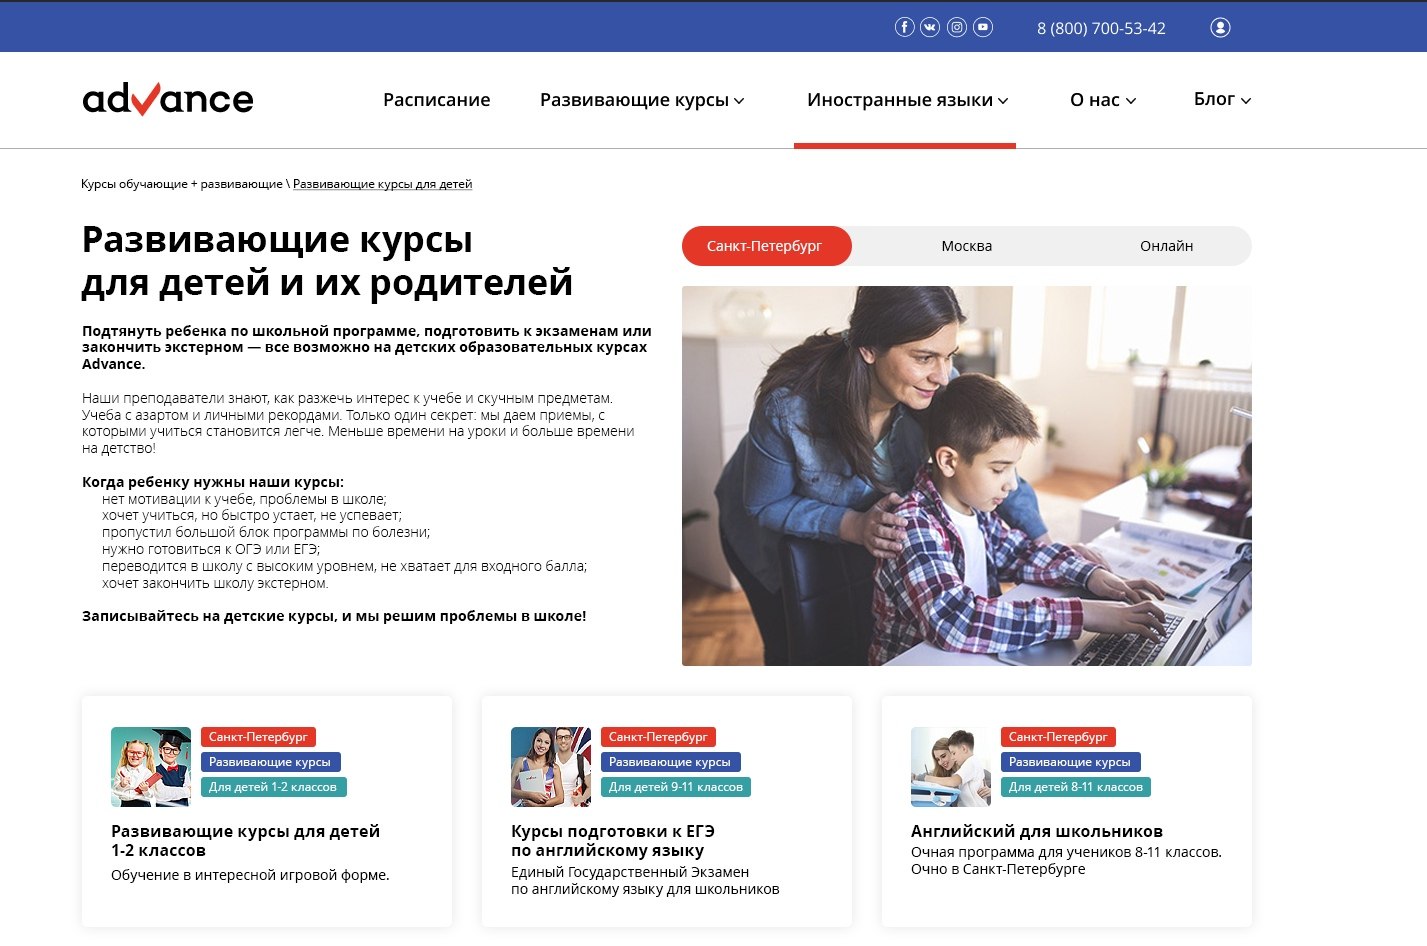 8 (800) 700-53-42
advance
Расписание
Развивающие курсы
Иностранные языки
О нас
Блог
Курсы обучающие + развивающие \ Развивающие курсы для детей
Развивающие курсы
для детей и их родителей
Подтянуть ребенка по школьной программе, подготовить к экзаменам или
закончить экстерном — все возможно на детских образовательных курсах
Advance.
Наши преподаватели знают, как разжечь интерес к учебе и скучным предметам.
Учеба с азартом и личными рекордами. Только один секрет: мы даем приемы, с
которыми учиться становится легче. Меньше времени на уроки и больше времени
на детство!
Когда ребенку нужны наши курсы:
нет мотивации к учебе, проблемы в школе;
хочет учиться, но быстро устает, не успевает;
пропустил большой блок программы по болезни;
нужно готовиться к ОГЭ или ЕГЭ;
переводится в школу с высоким уровнем, не хватает для входного балла;
хочет закончить школу экстерном.
Записывайтесь на детские курсы, и мы решим проблемы в школе!
Санкт-Петербург
Москва
Онлайн
Санкт-Петербург
Развивающие курсы
Для детей 1-2 классов
Развивающие курсы для детей
1-2 классов
Обучение в интересной игровой форме.
Санкт-Петербург
Развивающие курсы
Для детей 9-11 классов
Курсы подготовки к ЕГЭ
по английскому языку
Единый Государственный Экзамен
по английскому языку для школьников
Санкт-Петербург
Развивающие курсы
Для детей 8-11 классов
Английский для школьников
Очная программа для учеников 8-11 классов.
Очно в Санкт-Петербурге